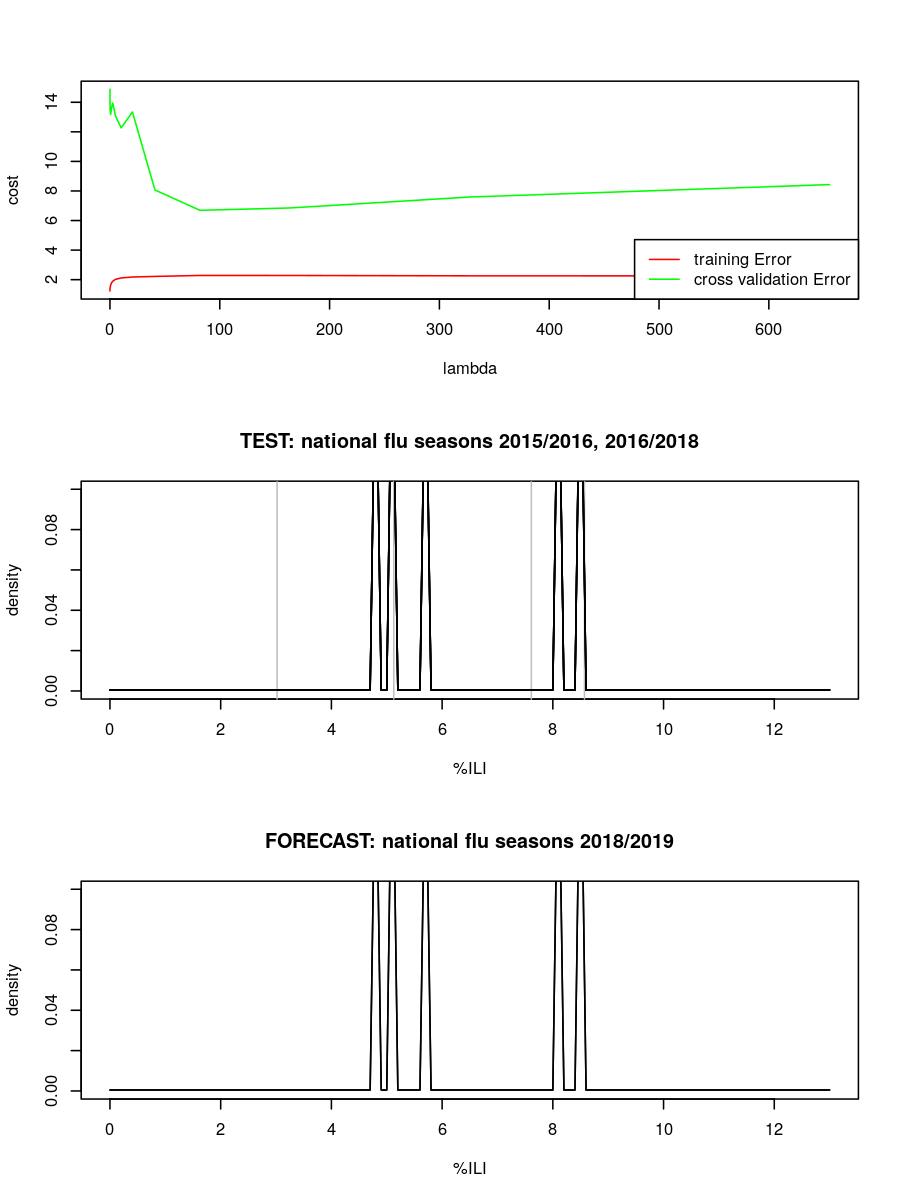 cost
14
10
8
6
4
2
training Error
cross validation Error
0 100 200 300 400 500 600
lambda
TEST: national flu seasons 2015/2016, 2016/2018
density
0.08
0.04
0.00
0 2 4 6 8 10 12
%ILI
FORECAST: national flu seasons 2018/2019
density
0.08
0.04
0.00
0 2 4 6 8 10 12
%ILI